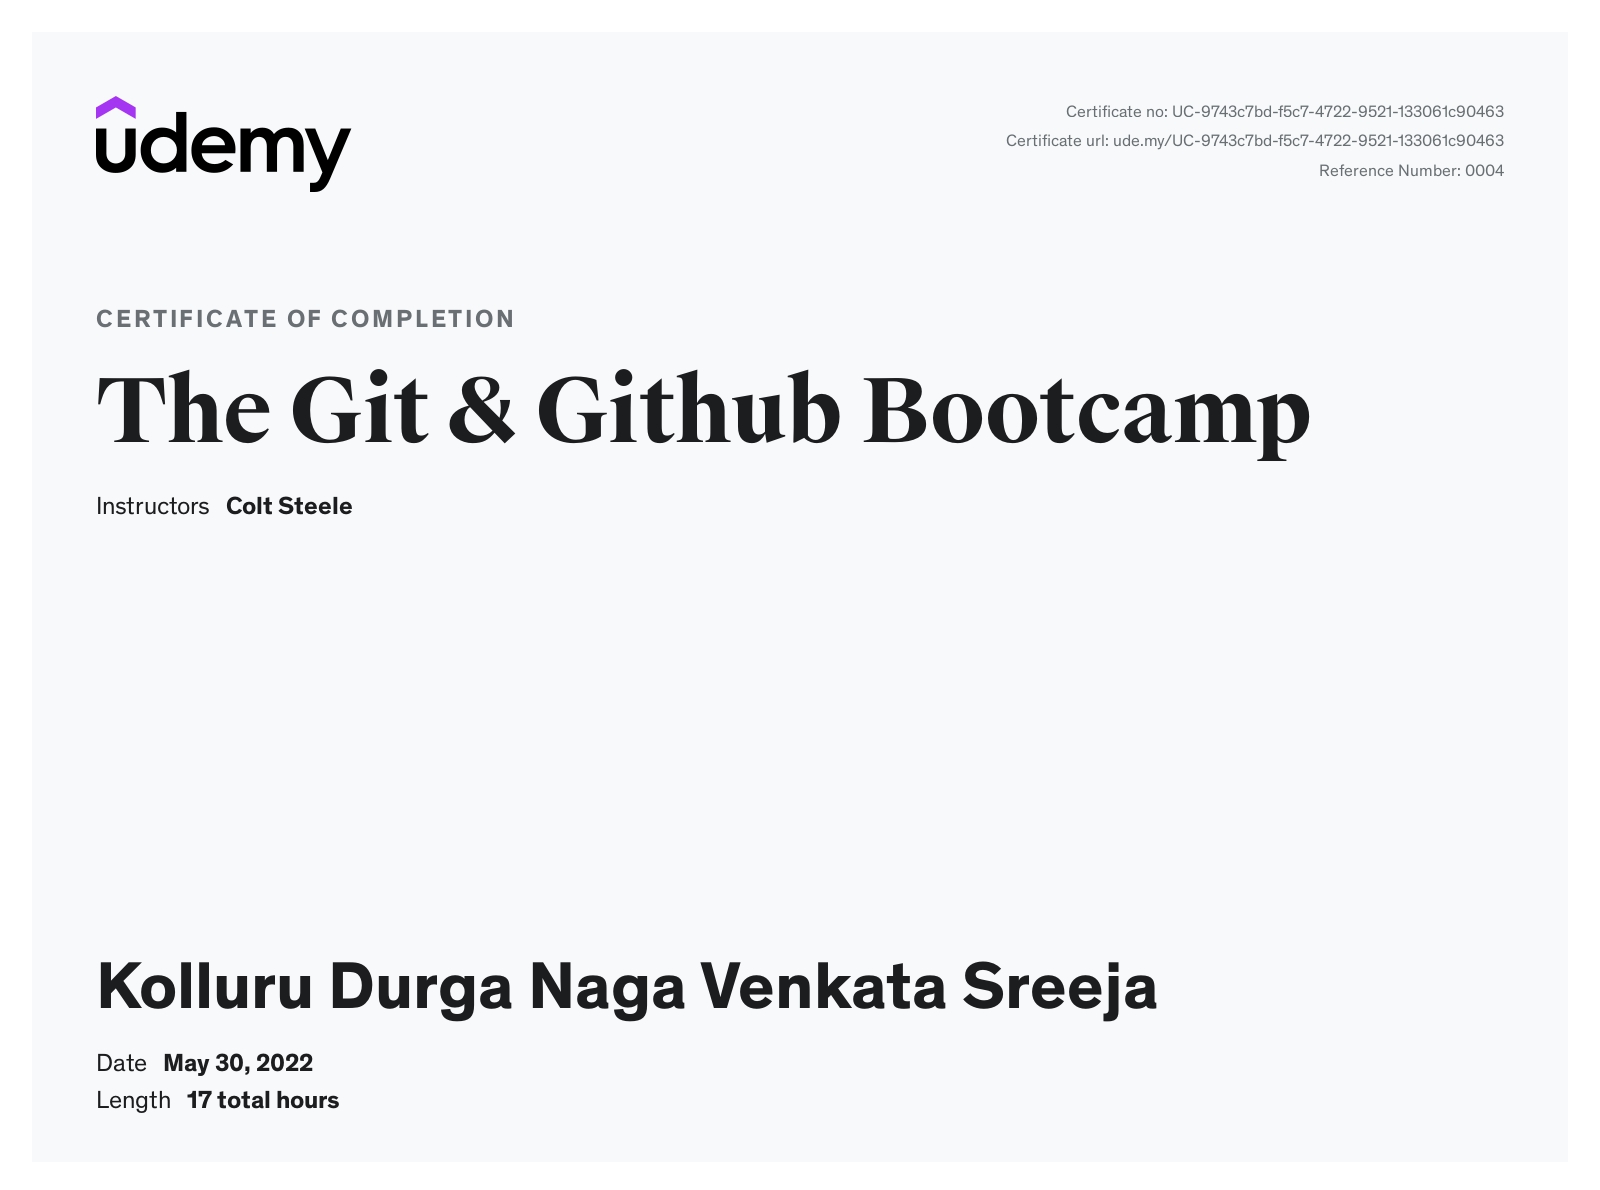 udemy
Certificate no: UC-9743c7bd-f5c7-4722-9521-133061c90463
Certificate url: ude.my/UC-9743c7bd-f5c7-4722-9521-133061c90463
Reference Number: 0004
CERTIFICATE OF COMPLETION
The Git & Github Bootcamp
Instructors Colt Steele
Kolluru Durga Naga Venkata Sreeja
Date May 30, 2022
Length 17 total hours